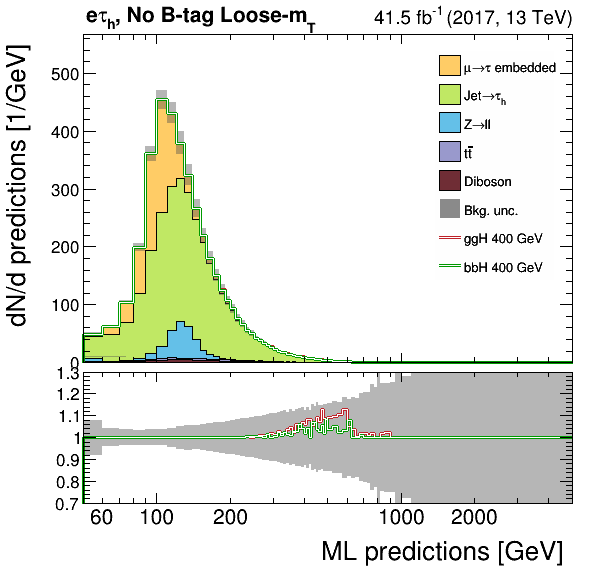 eτh, No B-tag Loose-mT
41.5 fb⁻¹ (2017, 13 TeV)
dN/d predictions [1/GeV]
500
400
300
200
100
0
μ→τ embedded
Jet→τh
Z→ll
tt̄
Diboson
Bkg. unc.
ggH 400 GeV
bbH 400 GeV
1.3
1.2
1.1
1
0.9
0.8
0.7
60 100 200 1000 2000
ML predictions [GeV]